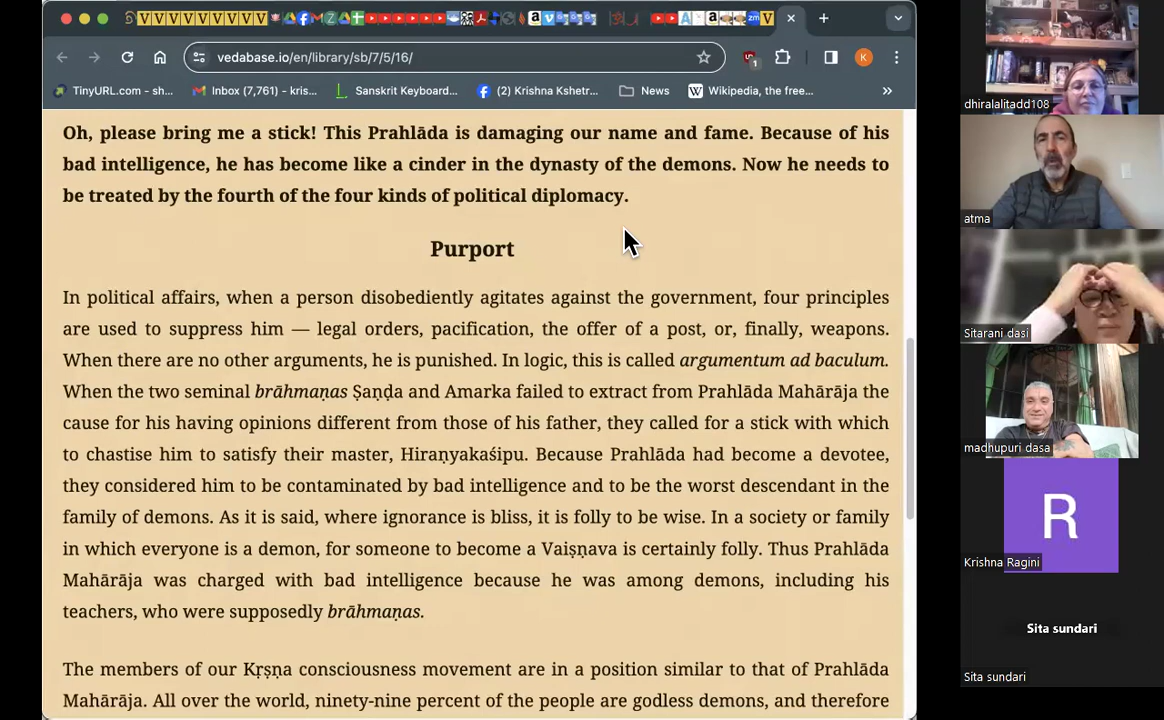 vedabase.io/en/library/sb/7/5/16/
K
TinyURL.com - sh...
Inbox (7,761) - kris...
Sanskrit Keyboard...
(2) Krishna Kshetr...
News
Wikipedia, the free...
Oh, please bring me a stick! This Prahlāda is damaging our name and fame. Because of his
bad intelligence, he has become like a cinder in the dynasty of the demons. Now he needs to
be treated by the fourth of the four kinds of political diplomacy.
Purport
In political affairs, when a person disobediently agitates against the government, four principles
are used to suppress him — legal orders, pacification, the offer of a post, or, finally, weapons.
When there are no other arguments, he is punished. In logic, this is called argumentum ad baculum.
When the two seminal brāhmaṇas Ṣaṇḍa and Amarka failed to extract from Prahlāda Mahārāja the
cause for his having opinions different from those of his father, they called for a stick with which
to chastise him to satisfy their master, Hiraṇyakaśipu. Because Prahlāda had become a devotee,
they considered him to be contaminated by bad intelligence and to be the worst descendant in the
family of demons. As it is said, where ignorance is bliss, it is folly to be wise. In a society or family
in which everyone is a demon, for someone to become a Vaiṣṇava is certainly folly. Thus Prahlāda
Mahārāja was charged with bad intelligence because he was among demons, including his
teachers, who were supposedly brāhmaṇas.
The members of our Kṛṣṇa consciousness movement are in a position similar to that of Prahlāda
Mahārāja. All over the world, ninety-nine percent of the people are godless demons, and therefore
dhiralalitadd108
atma
Sitarani dasi
madhupuri dasa
R
Krishna Ragini
Sita sundari
Sita sundari